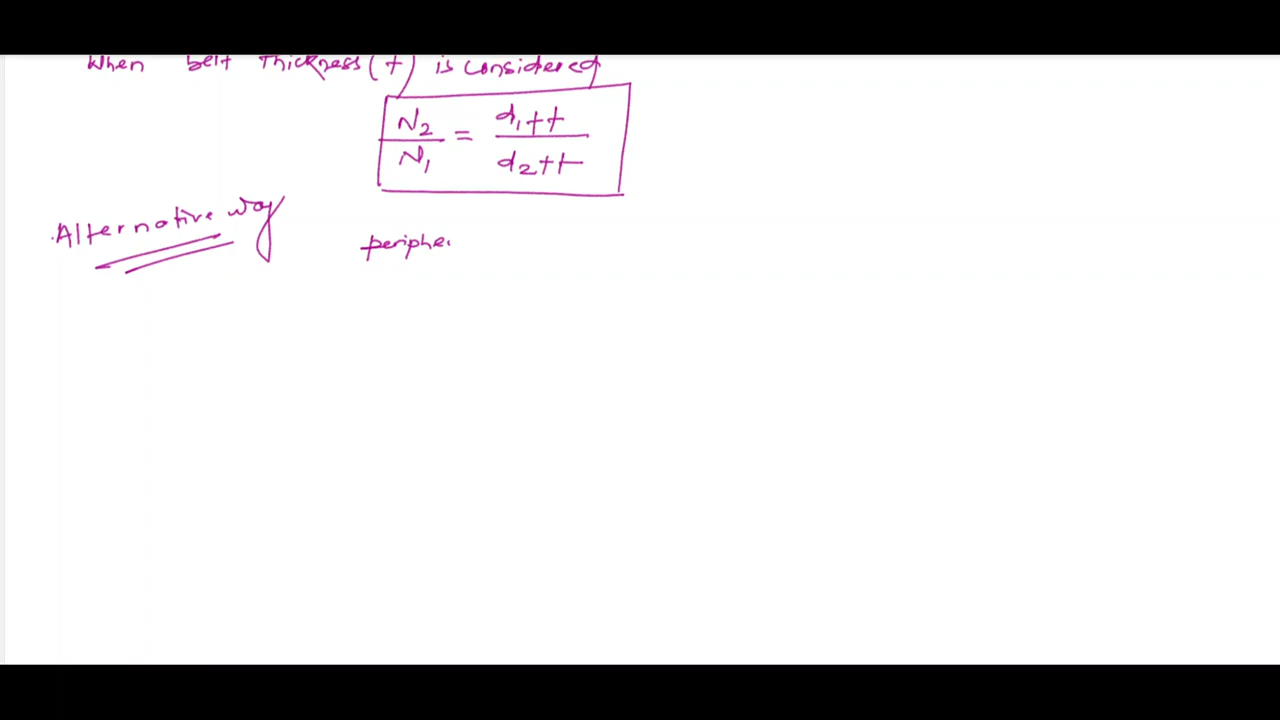 When belt thickness (t) is considered
N₂/N₁ = d₁+t/d₂+t
Alternative way
periphe